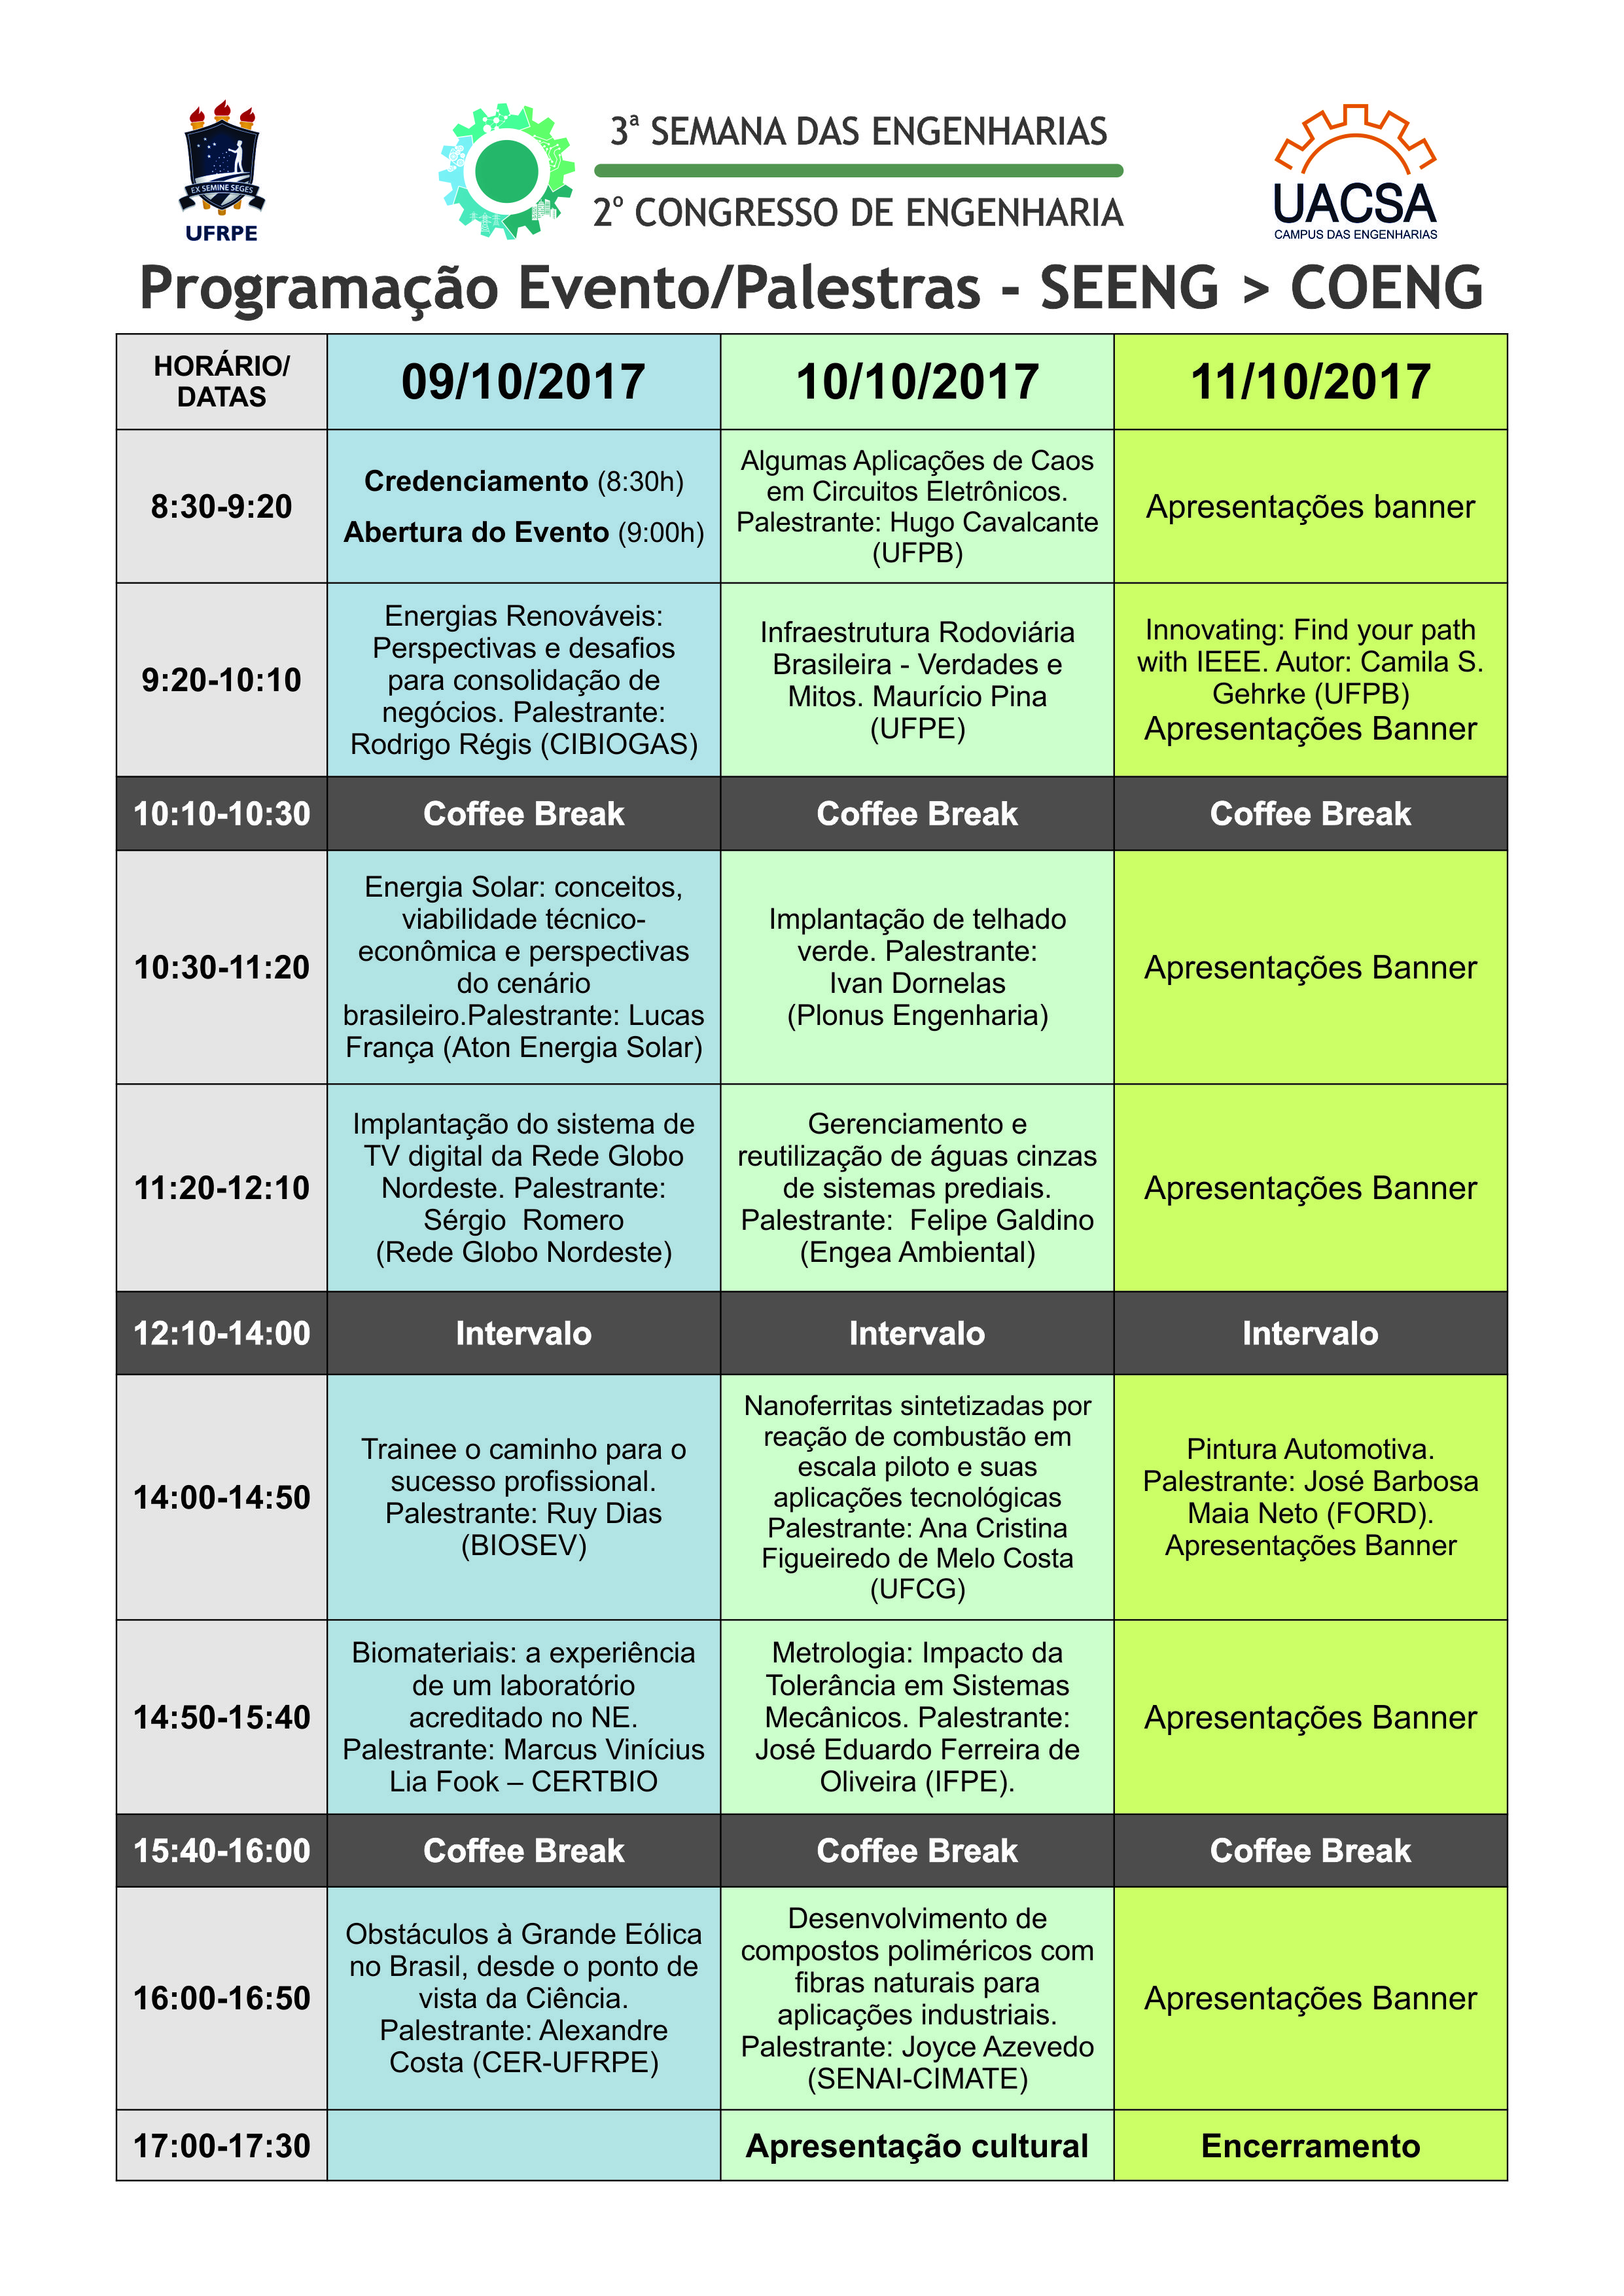 EX SEMINE SEGES
UFRPE
3ª SEMANA DAS ENGENHARIAS
2º CONGRESSO DE ENGENHARIA
UACSA
CAMPUS DAS ENGENHARIAS
Programação Evento/Palestras - SEENG > COENG
HORÁRIO/
DATAS
09/10/2017
10/10/2017
11/10/2017
8:30-9:20
Credenciamento (8:30h)
Abertura do Evento (9:00h)
Algumas Aplicações de Caos
em Circuitos Eletrônicos.
Palestrante: Hugo Cavalcante
(UFPB)
Apresentações banner
9:20-10:10
Energias Renováveis:
Perspectivas e desafios
para consolidação de
negócios. Palestrante:
Rodrigo Régis (CIBIOGAS)
Infraestrutura Rodoviária
Brasileira - Verdades e
Mitos. Maurício Pina
(UFPE)
Innovating: Find your path
with IEEE. Autor: Camila S.
Gehrke (UFPB)
Apresentações Banner
10:10-10:30
Coffee Break
Coffee Break
Coffee Break
10:30-11:20
Energia Solar: conceitos,
viabilidade técnico-
econômica e perspectivas
do cenário
brasileiro.Palestrante: Lucas
França (Aton Energia Solar)
Implantação de telhado
verde. Palestrante:
Ivan Dornelas
(Plonus Engenharia)
Apresentações Banner
11:20-12:10
Implantação do sistema de
TV digital da Rede Globo
Nordeste. Palestrante:
Sérgio  Romero
(Rede Globo Nordeste)
Gerenciamento e
reutilização de águas cinzas
de sistemas prediais.
Palestrante:  Felipe Galdino
(Engea Ambiental)
Apresentações Banner
12:10-14:00
Intervalo
Intervalo
Intervalo
14:00-14:50
Trainee o caminho para o
sucesso profissional.
Palestrante: Ruy Dias
(BIOSEV)
Nanoferritas sintetizadas por
reação de combustão em
escala piloto e suas
aplicações tecnológicas
Palestrante: Ana Cristina
Figueiredo de Melo Costa
(UFCG)
Pintura Automotiva.
Palestrante: José Barbosa
Maia Neto (FORD).
Apresentações Banner
14:50-15:40
Biomateriais: a experiência
de um laboratório
acreditado no NE.
Palestrante: Marcus Vinícius
Lia Fook – CERTBIO
Metrologia: Impacto da
Tolerância em Sistemas
Mecânicos. Palestrante:
José Eduardo Ferreira de
Oliveira (IFPE).
Apresentações Banner
15:40-16:00
Coffee Break
Coffee Break
Coffee Break
16:00-16:50
Obstáculos à Grande Eólica
no Brasil, desde o ponto de
vista da Ciência.
Palestrante: Alexandre
Costa (CER-UFRPE)
Desenvolvimento de
compostos poliméricos com
fibras naturais para
aplicações industriais.
Palestrante: Joyce Azevedo
(SENAI-CIMATE)
Apresentações Banner
17:00-17:30
Apresentação cultural
Encerramento